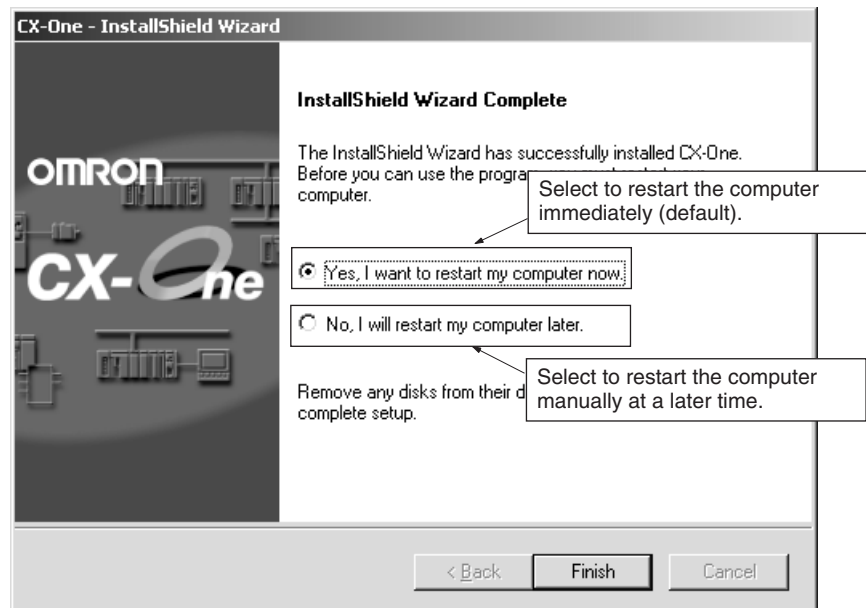 CX-One - InstallShield Wizard
OMRON
CX-One
InstallShield Wizard Complete
The InstallShield Wizard has successfully installed CX-One.
Before you can use the program,
computer.
Select to restart the computer
immediately (default).
Yes, I want to restart my computer now.
No, I will restart my computer later.
Select to restart the computer
manually at a later time.
Remove any disks from their
complete setup.
< Back
Finish
Cancel